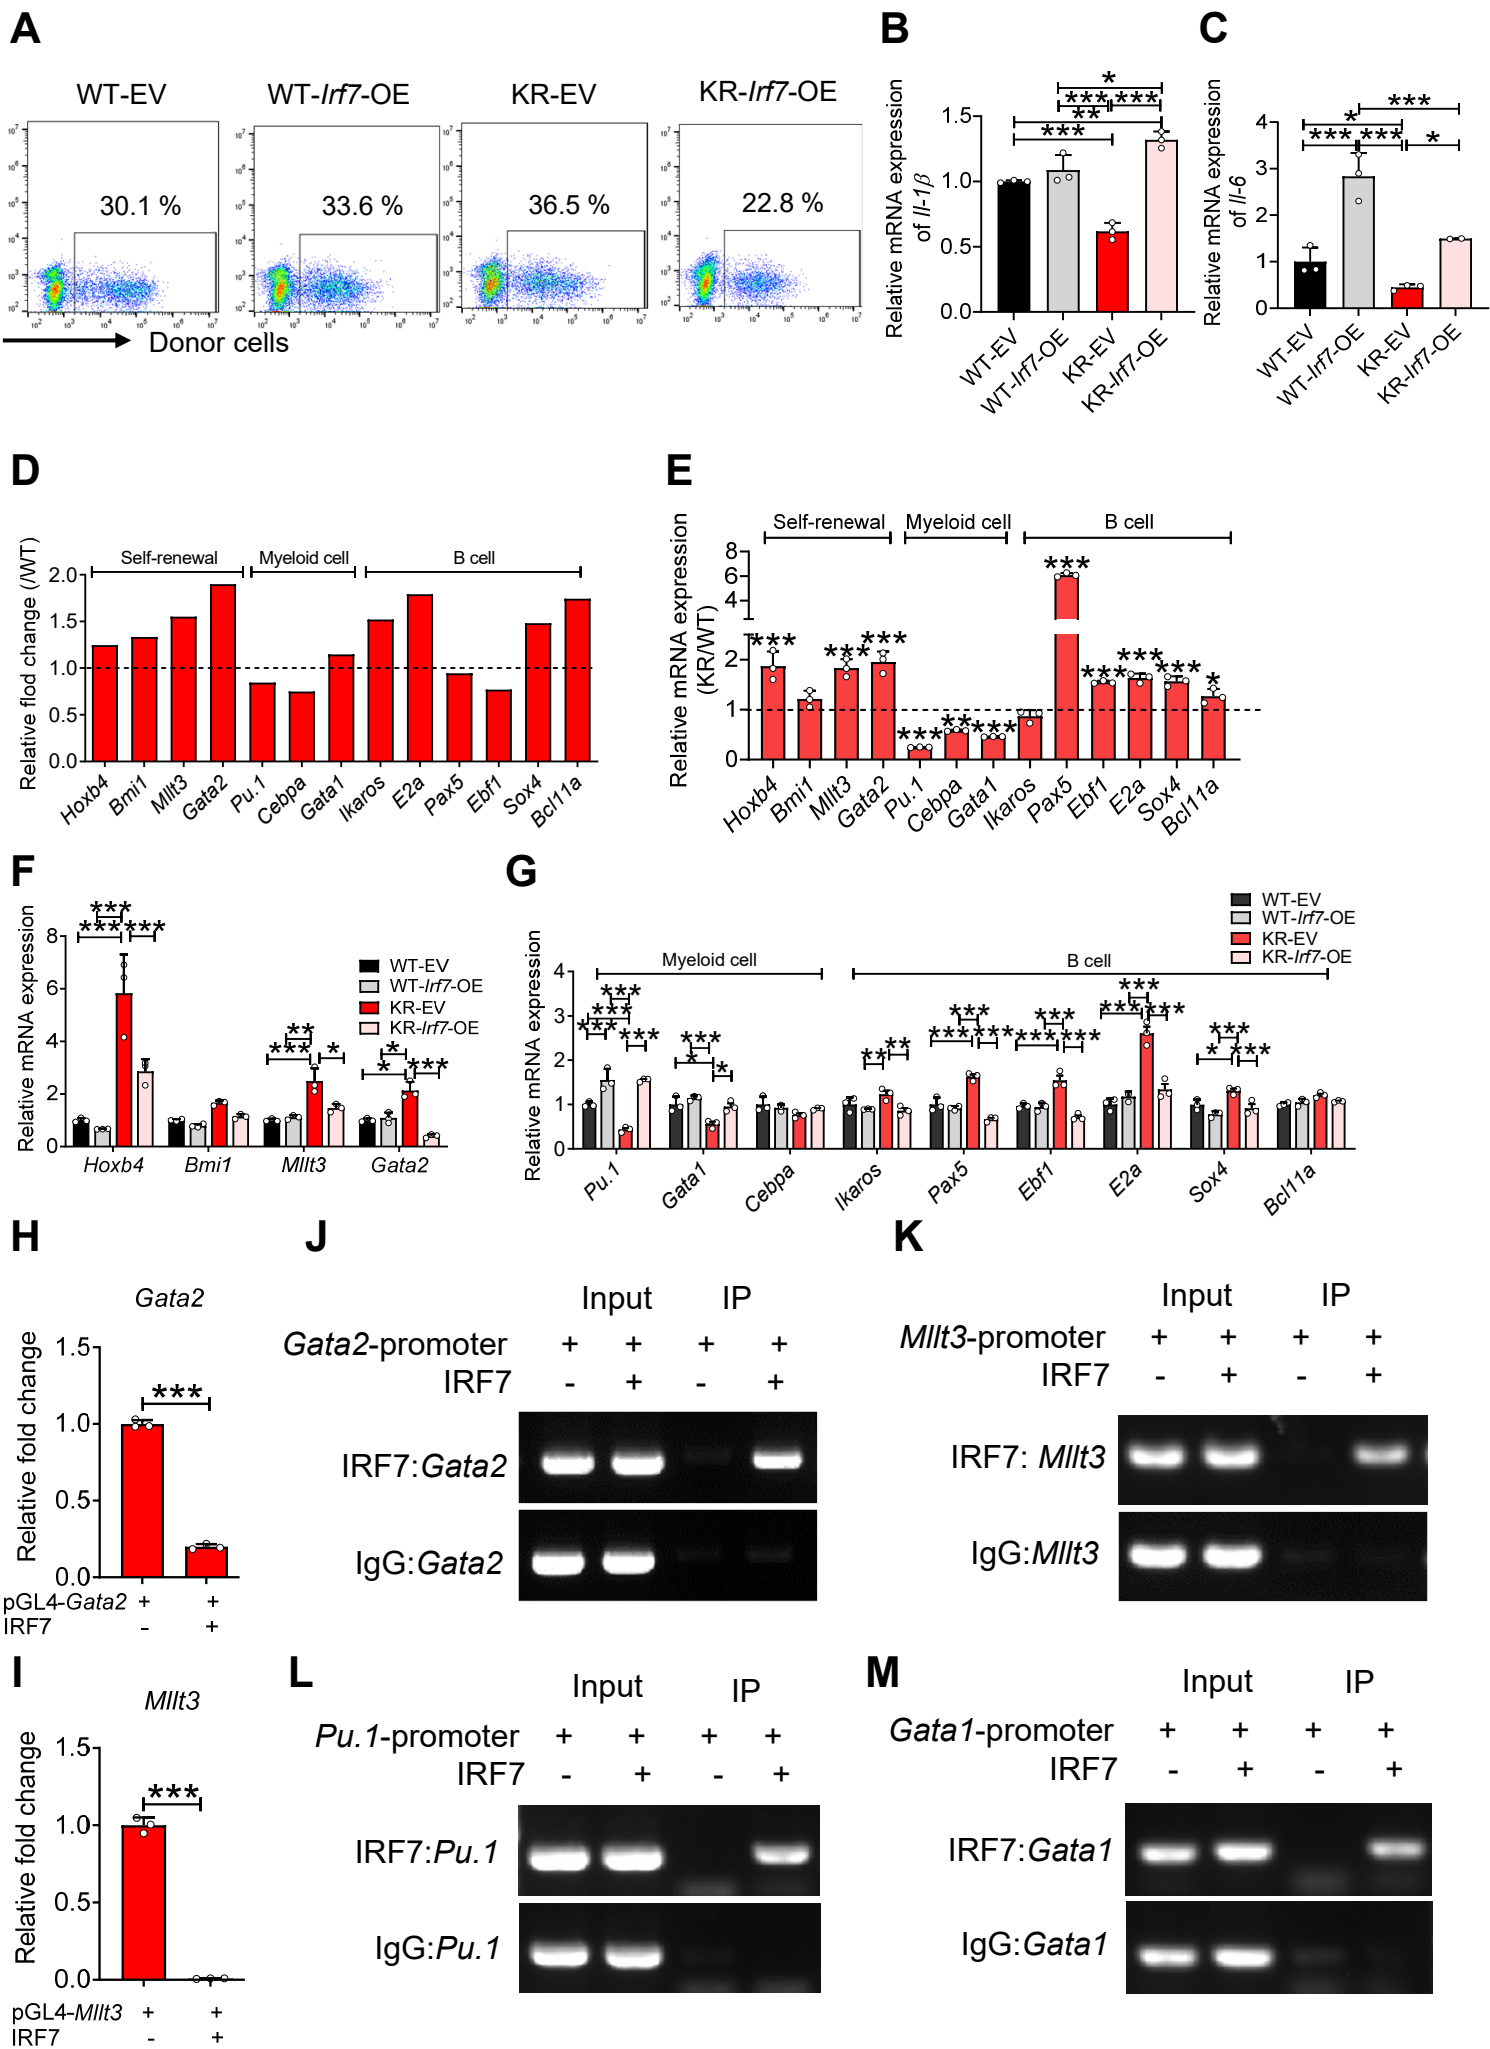 A
WT-EV
WT-Irf7-OE
KR-EV
KR-Irf7-OE
30.1 %
33.6 %
36.5 %
22.8 %
Donor cells
B
Relative mRNA expression
of Il-1β
1.5
1.0
0.5
0.0
*
*** ***
**
***
WT-EV
WT-Irf7-OE
KR-EV
KR-Irf7-OE
C
Relative mRNA expression
of Il-6
4
3
2
1
0
***
*
*** *** *
WT-EV
WT-Irf7-OE
KR-EV
KR-Irf7-OE
D
Relative flod change (/WT)
Self-renewal Myeloid cell B cell
2.0
1.5
1.0
0.5
0.0
Hoxb4 Bmi1 Mllt3 Gata2 Pu.1 Cebpa Gata1 Ikaros E2a Pax5 Ebf1 Sox4 Bcl11a
E
Relative mRNA expression
(KR/WT)
Self-renewal Myeloid cell B cell
8
6
4
2
1
0
*** *** *** *** ** *** *** *** *** *** *
Hoxb4 Bmi1 Mllt3 Gata2 Pu.1 Cebpa Gata1 Ikaros Pax5 Ebf1 E2a Sox4 Bcl11a
F
Relative mRNA expression
8
6
4
2
0
***
*** ***
**
*** *
*
* ***
WT-EV
WT-Irf7-OE
KR-EV
KR-Irf7-OE
Hoxb4 Bmi1 Mllt3 Gata2
G
Relative mRNA expression
WT-EV
WT-Irf7-OE
KR-EV
KR-Irf7-OE
Myeloid cell B cell
4
3
2
1
0
***
***
*** ***
***
* *
** **
***
*** ***
***
*** ***
***
*** ***
***
* ***
Pu.1 Gata1 Cebpa Ikaros Pax5 Ebf1 E2a Sox4 Bcl11a
H
Gata2
Relative fold change
1.5
1.0
0.5
0.0
***
pGL4-Gata2 + +
IRF7 - +
I
Mllt3
Relative fold change
1.5
1.0
0.5
0.0
***
pGL4-Mllt3 + +
IRF7 - +
J
Input IP
Gata2-promoter + + + +
IRF7 - + - +
IRF7:Gata2
IgG:Gata2
K
Input IP
Mllt3-promoter + + + +
IRF7 - + - +
IRF7: Mllt3
IgG:Mllt3
L
Input IP
Pu.1-promoter + + + +
IRF7 - + - +
IRF7:Pu.1
IgG:Pu.1
M
Input IP
Gata1-promoter + + + +
IRF7 - + - +
IRF7:Gata1
IgG:Gata1